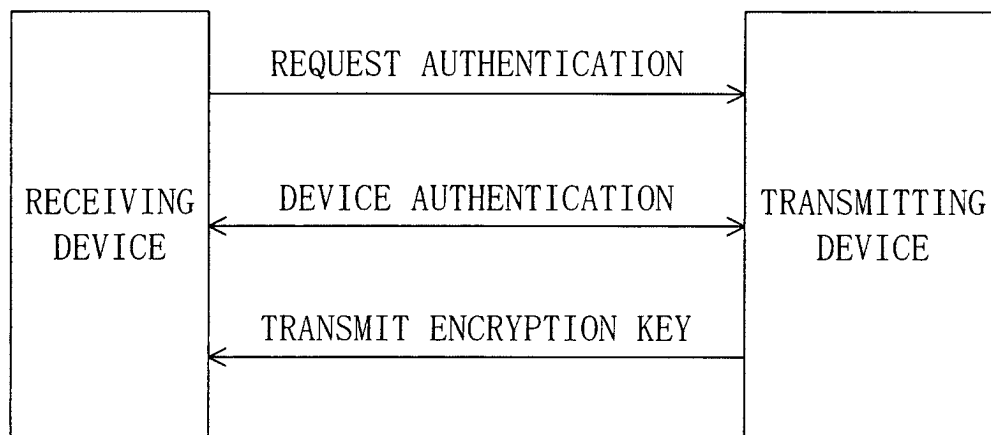 REQUEST AUTHENTICATION
RECEIVING
DEVICE
DEVICE AUTHENTICATION
TRANSMITTING
DEVICE
TRANSMIT ENCRYPTION KEY